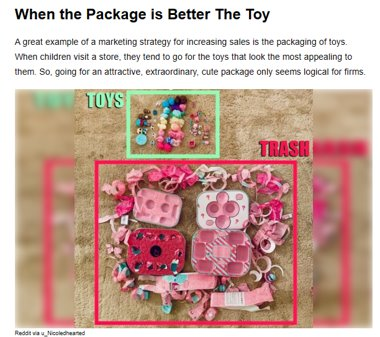 When the Package is Better The Toy
A great example of a marketing strategy for increasing sales is the packaging of toys.
When children visit a store, they tend to go for the toys that look the most appealing to
them. So, going for an attractive, extraordinary, cute package only seems logical for firms.
TOYS
TRASH
Reddit via u_Nicoledhearted